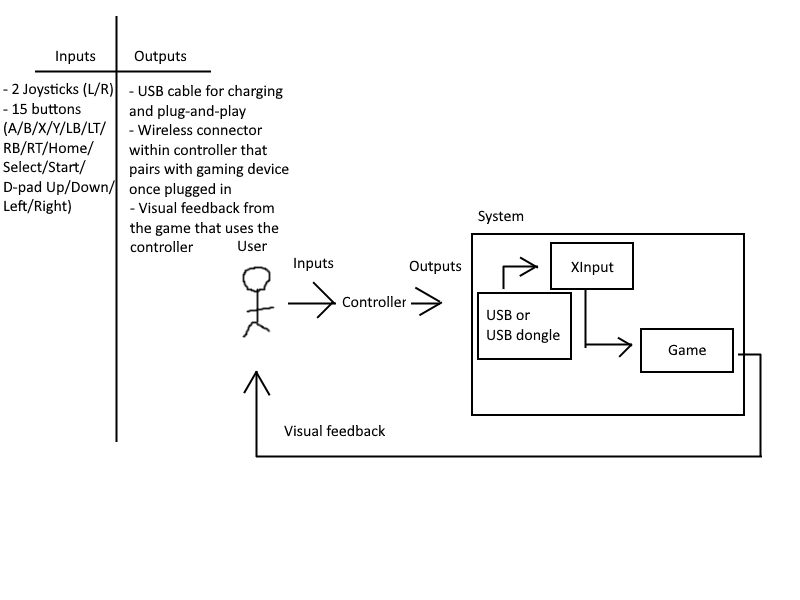 Inputs
Outputs
- 2 Joysticks (L/R)
- 15 buttons
(A/B/X/Y/LB/LT/
RB/RT/Home/
Select/Start/
D-pad Up/Down/
Left/Right)
- USB cable for charging
and plug-and-play
- Wireless connector
within controller that
pairs with gaming device
once plugged in
- Visual feedback from
the game that uses the
controller
User
Inputs
Controller
Outputs
System
USB or
USB dongle
XInput
Game
Visual feedback